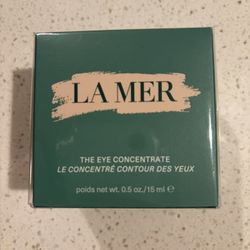 LA MER
THE EYE CONCENTRATE
LE CONCENTRÉ CONTOUR DES YEUX
poids net wt. 0.5 oz./15 ml ℮